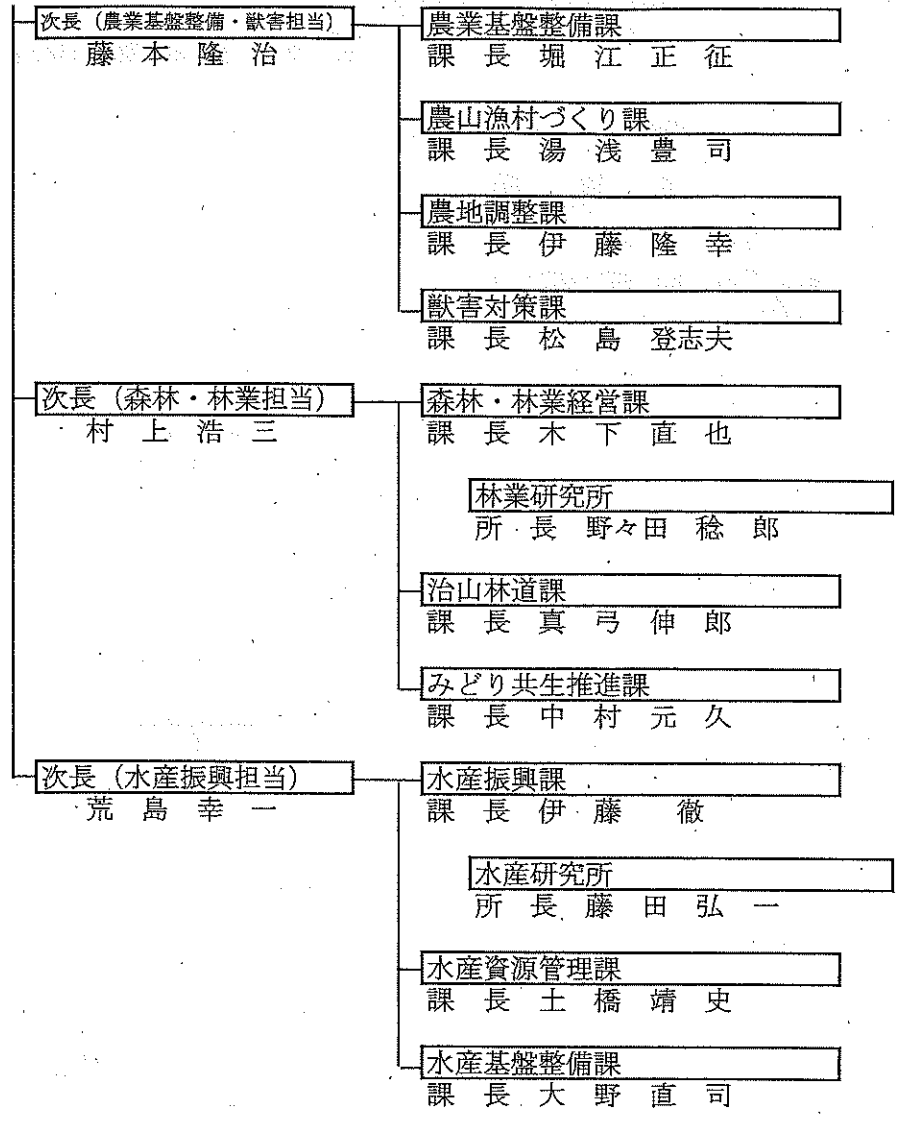 次長（農業基盤整備・獣害担当）
藤本隆治
農業基盤整備課
課長 堀江正征
農山漁村づくり課
課長 湯浅豊司
農地調整課
課長 伊藤隆幸
獣害対策課
課長 松島登志夫
次長（森林・林業担当）
村上浩三
森林・林業経営課
課長 木下直也
林業研究所
所長 野々田稔郎
治山林道課
課長 真弓伸郎
みどり共生推進課
課長 中村元久
次長（水産振興担当）
荒島幸一
水産振興課
課長 伊藤徹
水産研究所
所長 藤田弘一
水産資源管理課
課長 土橋靖史
水産基盤整備課
課長 大野直司